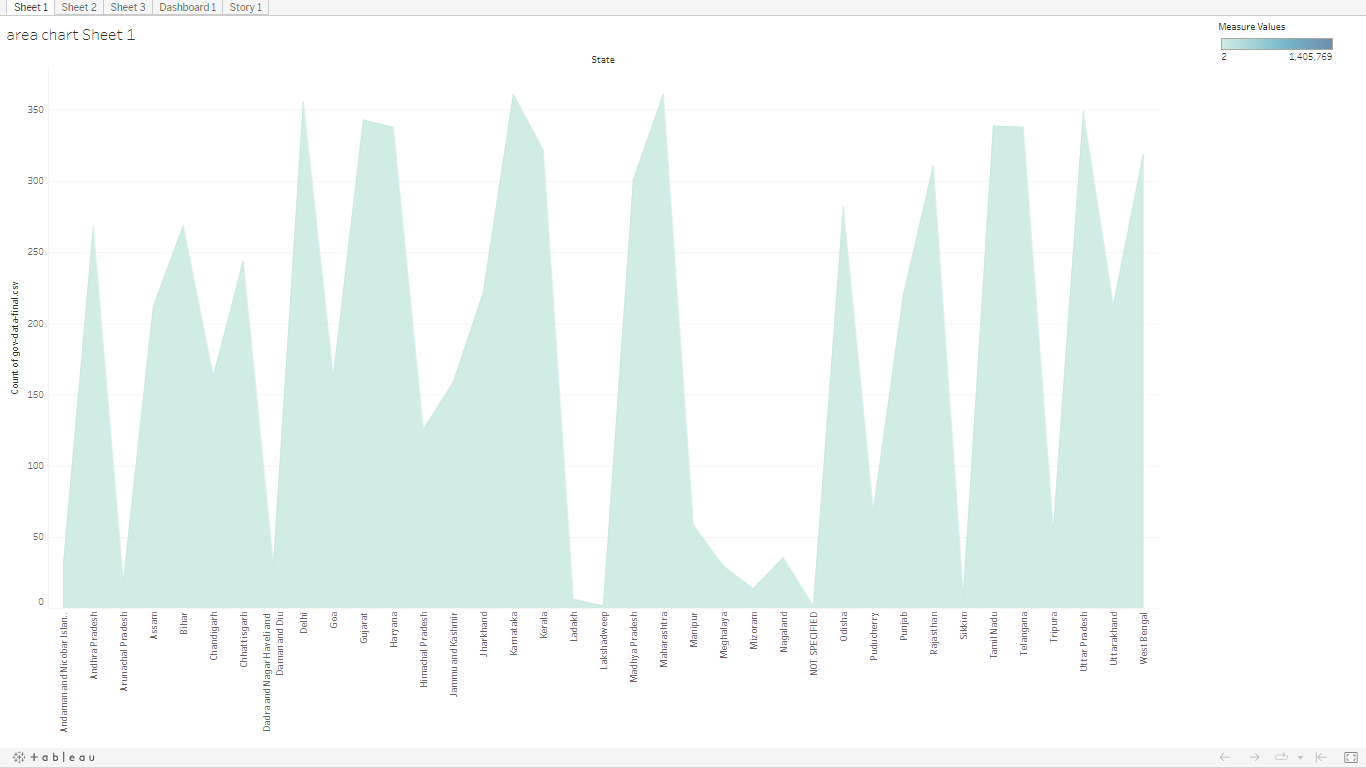 Sheet 1
Sheet 2
Sheet 3
Dashboard 1
Story 1
area chart Sheet 1
Measure Values
2
1,405,769
State
Count of gov-data-final.csv
350
300
250
200
150
100
50
0
Andaman and Nicobar Islan..
Andhra Pradesh
Arunachal Pradesh
Assam
Bihar
Chandigarh
Chhattisgarh
Dadra and Nagar Haveli and
Daman and Diu
Delhi
Goa
Gujarat
Haryana
Himachal Pradesh
Jammu and Kashmir
Jharkhand
Karnataka
Kerala
Ladakh
Lakshadweep
Madhya Pradesh
Maharashtra
Manipur
Meghalaya
Mizoram
Nagaland
NOT SPECIFIED
Odisha
Puducherry
Punjab
Rajasthan
Sikkim
Tamil Nadu
Telangana
Tripura
Uttar Pradesh
Uttarakhand
West Bengal
+ a b l e a u